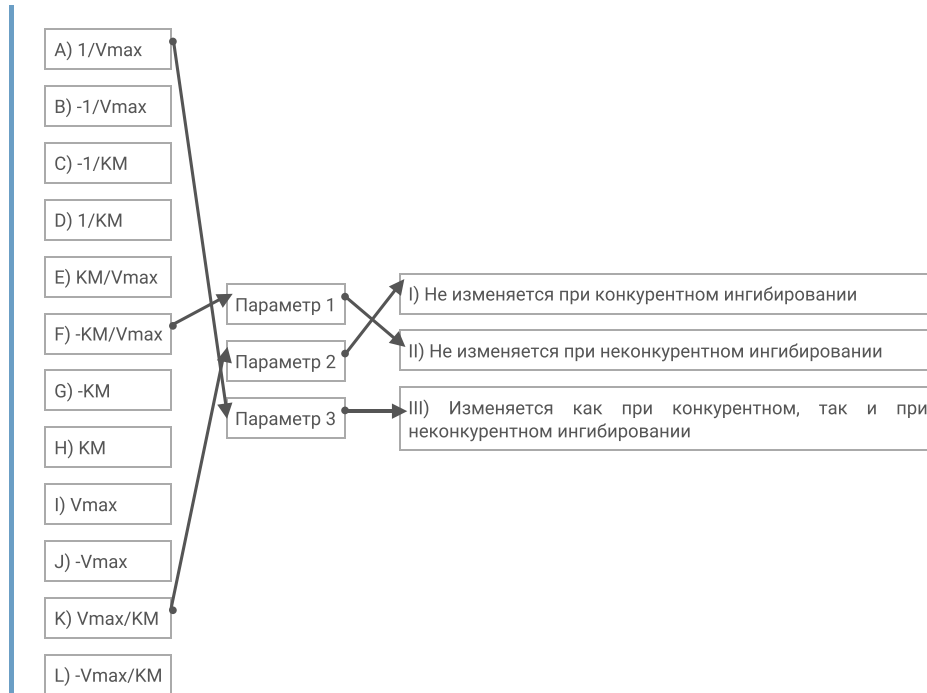 A) 1/Vmax
B) -1/Vmax
C) -1/KM
D) 1/KM
E) KM/Vmax
F) -KM/Vmax
G) -KM
H) KM
I) Vmax
J) -Vmax
K) Vmax/KM
L) -Vmax/KM
Параметр 1
Параметр 2
Параметр 3
I) Не изменяется при конкурентном ингибировании
II) Не изменяется при неконкурентном ингибировании
III) Изменяется как при конкурентном, так и при
неконкурентном ингибировании